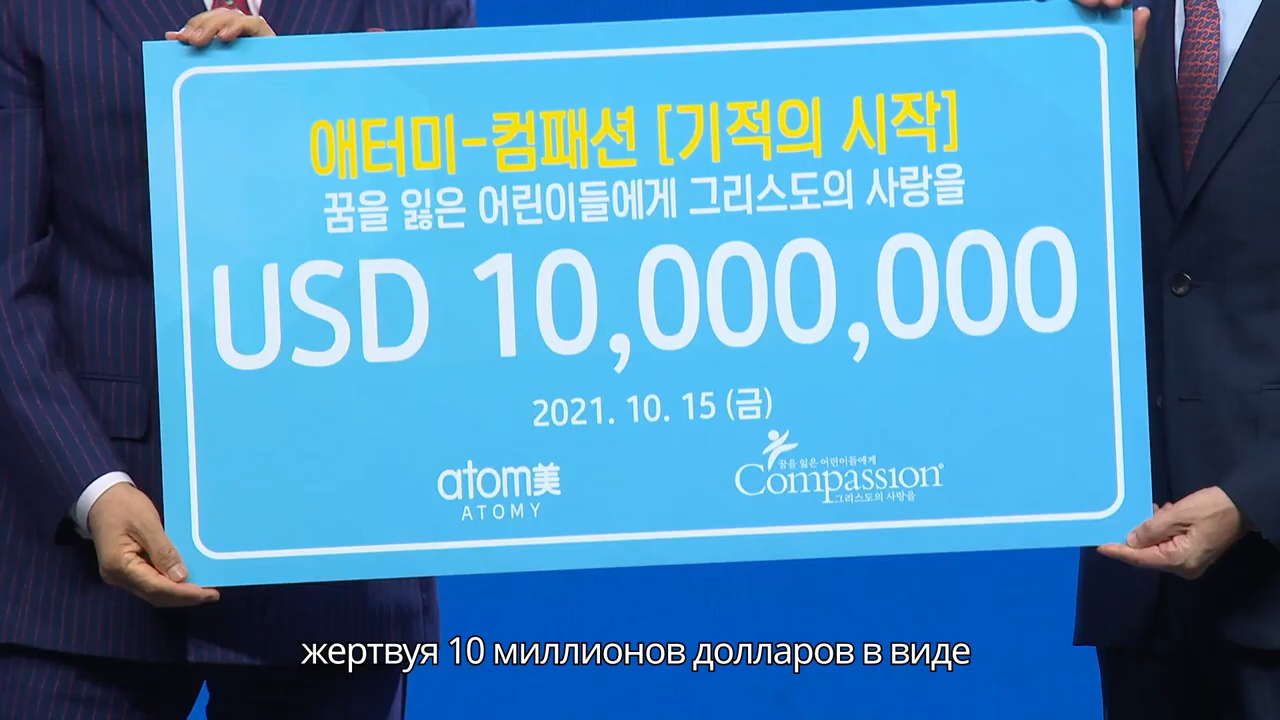 애터미-컴패션 [기적의 시작]
꿈을 잃은 어린이들에게 그리스도의 사랑을
USD 10,000,000
2021. 10. 15 (금)
atom美
ATOMY
꿈을 잃은 어린이들에게
Compassion®
그리스도의 사랑을
жертвуя 10 миллионов долларов в виде